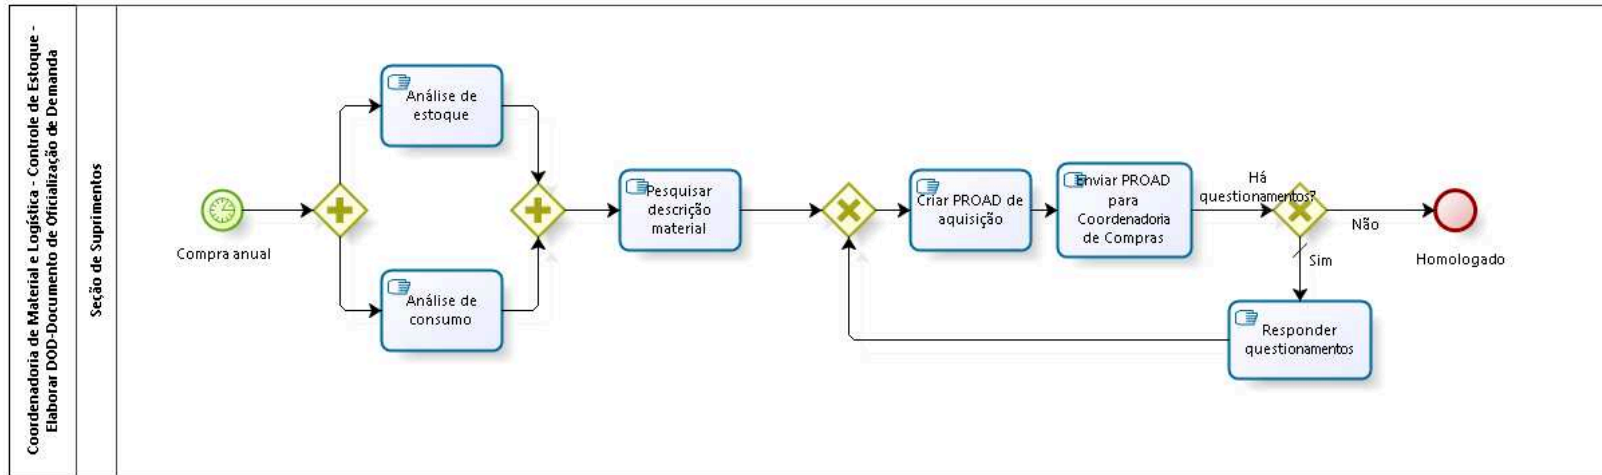 Coordenadoria de Material e Logística - Controle de Estoque -
Elaborar DOD-Documento de Oficialização de Demanda
Seção de Suprimentos
Compra anual
Análise de
estoque
Análise de
consumo
Pesquisar
descrição
material
Criar PROAD de
aquisição
Enviar PROAD
para
Coordenadoria
de Compras
Há
questionamentos?
Não
Sim
Homologado
Responder
questionamentos